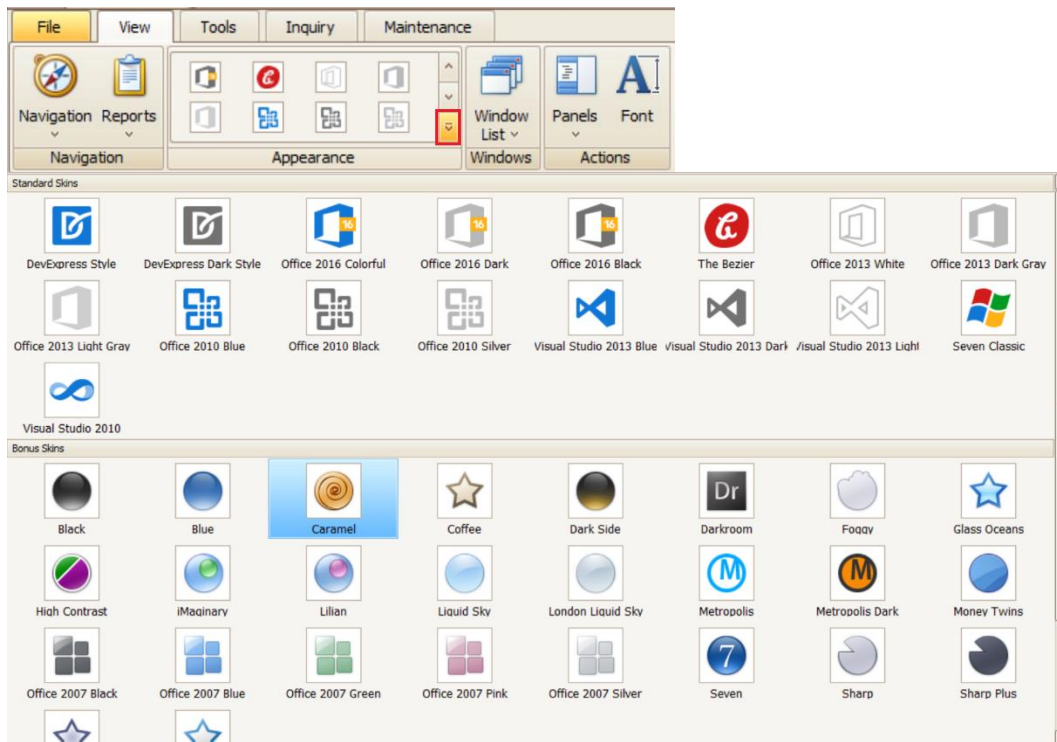 File View Tools Inquiry Maintenance
Navigation Reports Window List Panels Font
Navigation Appearance Windows Actions
Standard Skins
16 16 16
DevExpress Style DevExpress Dark Style Office 2016 Colorful Office 2016 Dark Office 2016 Black The Bezier Office 2013 White Office 2013 Dark Gray
Office 2013 Light Gray Office 2010 Blue Office 2010 Black Office 2010 Silver Visual Studio 2013 Blue Visual Studio 2013 Dark Visual Studio 2013 Light Seven Classic
Visual Studio 2010
Bonus Skins
Dr
Black Blue Caramel Coffee Dark Side Darkroom Foggy Glass Oceans
M M
High Contrast iMaginary Lilian Liquid Sky London Liquid Sky Metropolis Metropolis Dark Money Twins
7
Office 2007 Black Office 2007 Blue Office 2007 Green Office 2007 Pink Office 2007 Silver Seven Sharp Sharp Plus